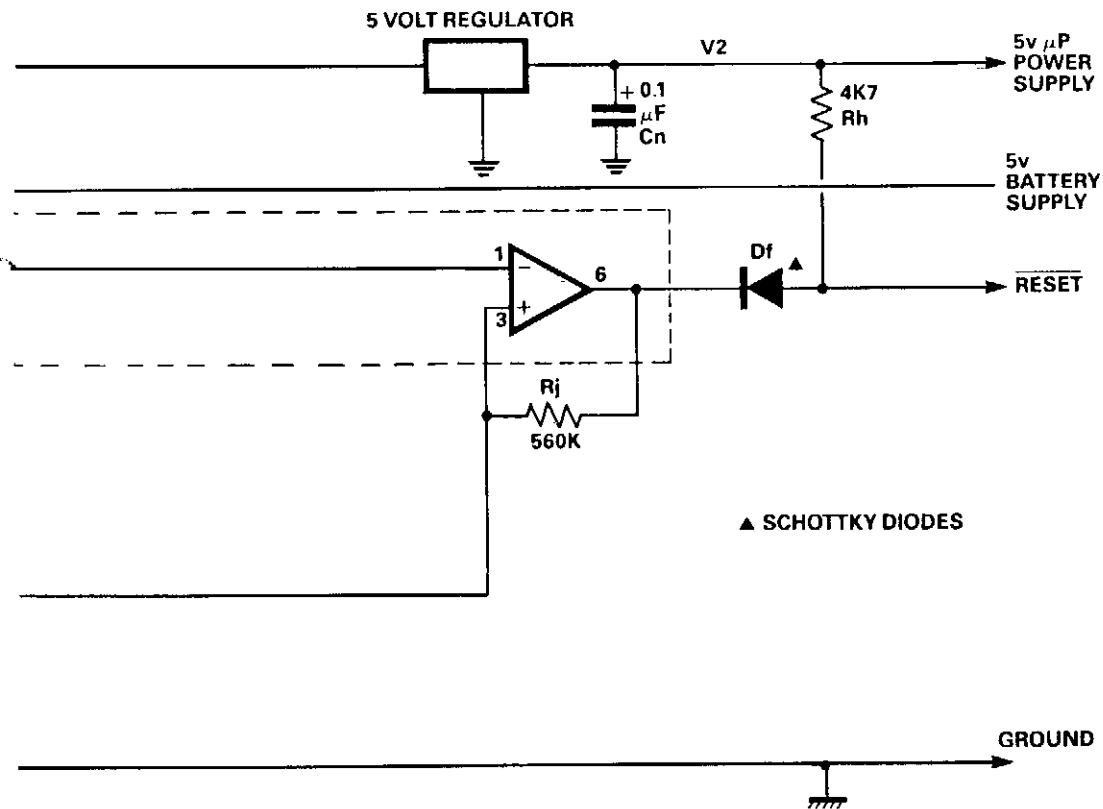 5 VOLT REGULATOR
V2
5v μP
POWER
SUPPLY
+ 0.1
μF
Cn
4K7
Rh
5v
BATTERY
SUPPLY
1
−
6
3
+
Df
▲
RESET
Rj
560K
▲ SCHOTTKY DIODES
GROUND